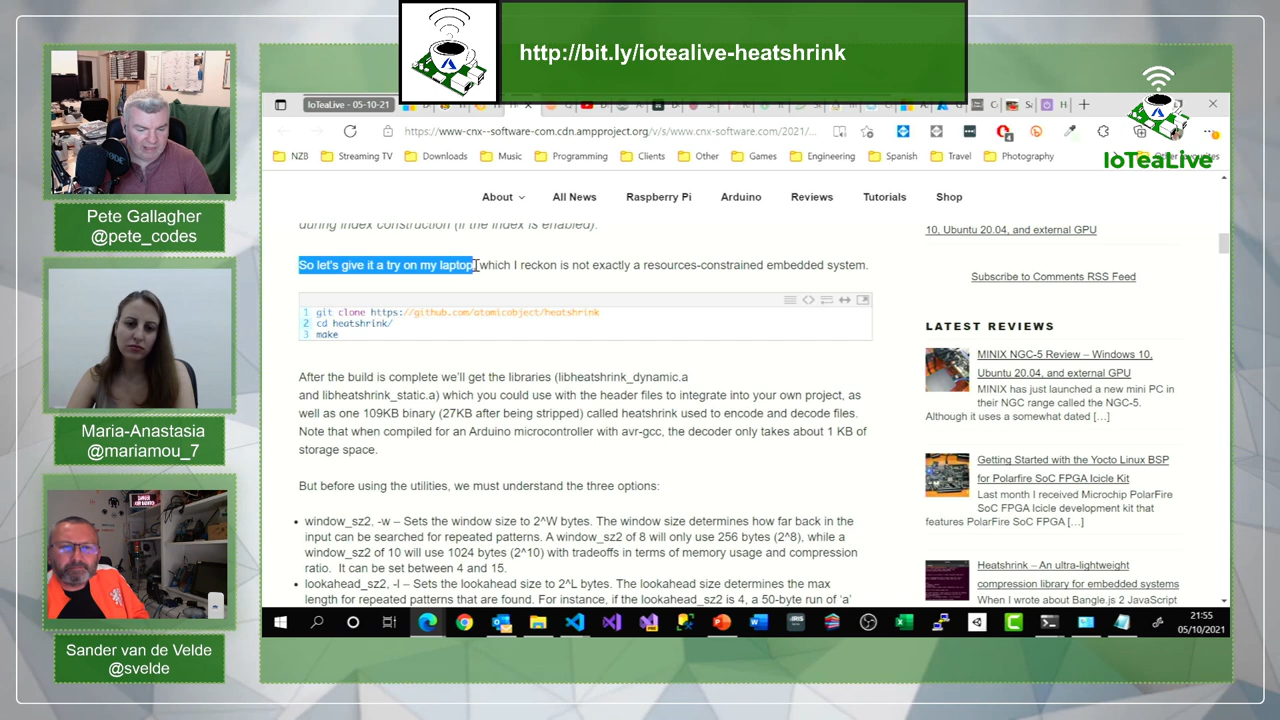 http://bit.ly/iotealive-heatshrink
IoTeaLive
Pete Gallagher
@pete_codes
Maria-Anastasia
@mariamou_7
Sander van de Velde
@svelde
IoTeaLive - 05-10-21
https://www-cnx--software-com.cdn.ampproject.org/v/s/www.cnx-software.com/2021/...
NZB
Streaming TV
Downloads
Music
Programming
Clients
Other
Games
Engineering
Spanish
Travel
Photography
About
All News
Raspberry Pi
Arduino
Reviews
Tutorials
Shop
during index construction (if the index is enabled).
So let's give it a try on my laptop, which I reckon is not exactly a resources-constrained embedded system.
1 git clone https://github.com/atomicobject/heatshrink
2 cd heatshrink/
3 make
After the build is complete we'll get the libraries (libheatshrink_dynamic.a
and libheatshrink_static.a) which you could use with the header files to integrate into your own project, as
well as one 109KB binary (27KB after being stripped) called heatshrink used to encode and decode files.
Note that when compiled for an Arduino microcontroller with avr-gcc, the decoder only takes about 1 KB of
storage space.
But before using the utilities, we must understand the three options:
• window_sz2, -w – Sets the window size to 2^W bytes. The window size determines how far back in the
input can be searched for repeated patterns. A window_sz2 of 8 will only use 256 bytes (2^8), while a
window_sz2 of 10 will use 1024 bytes (2^10) with tradeoffs in terms of memory usage and compression
ratio. It can be set between 4 and 15.
• lookahead_sz2, -l – Sets the lookahead size to 2^L bytes. The lookahead size determines the max
length for repeated patterns that are found. For instance, if the lookahead_sz2 is 4, a 50-byte run of 'a'
10, Ubuntu 20.04, and external GPU
Subscribe to Comments RSS Feed
LATEST REVIEWS
MINIX NGC-5 Review – Windows 10,
Ubuntu 20.04, and external GPU
MINIX has just launched a new mini PC in
their NGC range called the NGC-5.
Although it uses a somewhat dated […]
Getting Started with the Yocto Linux BSP
for Polarfire SoC FPGA Icicle Kit
Last month I received Microchip PolarFire
SoC FPGA Icicle development kit that
features PolarFire SoC FPGA […]
Heatshrink – An ultra-lightweight
compression library for embedded systems
When I wrote about Bangle.js 2 JavaScript
21:55
05/10/2021